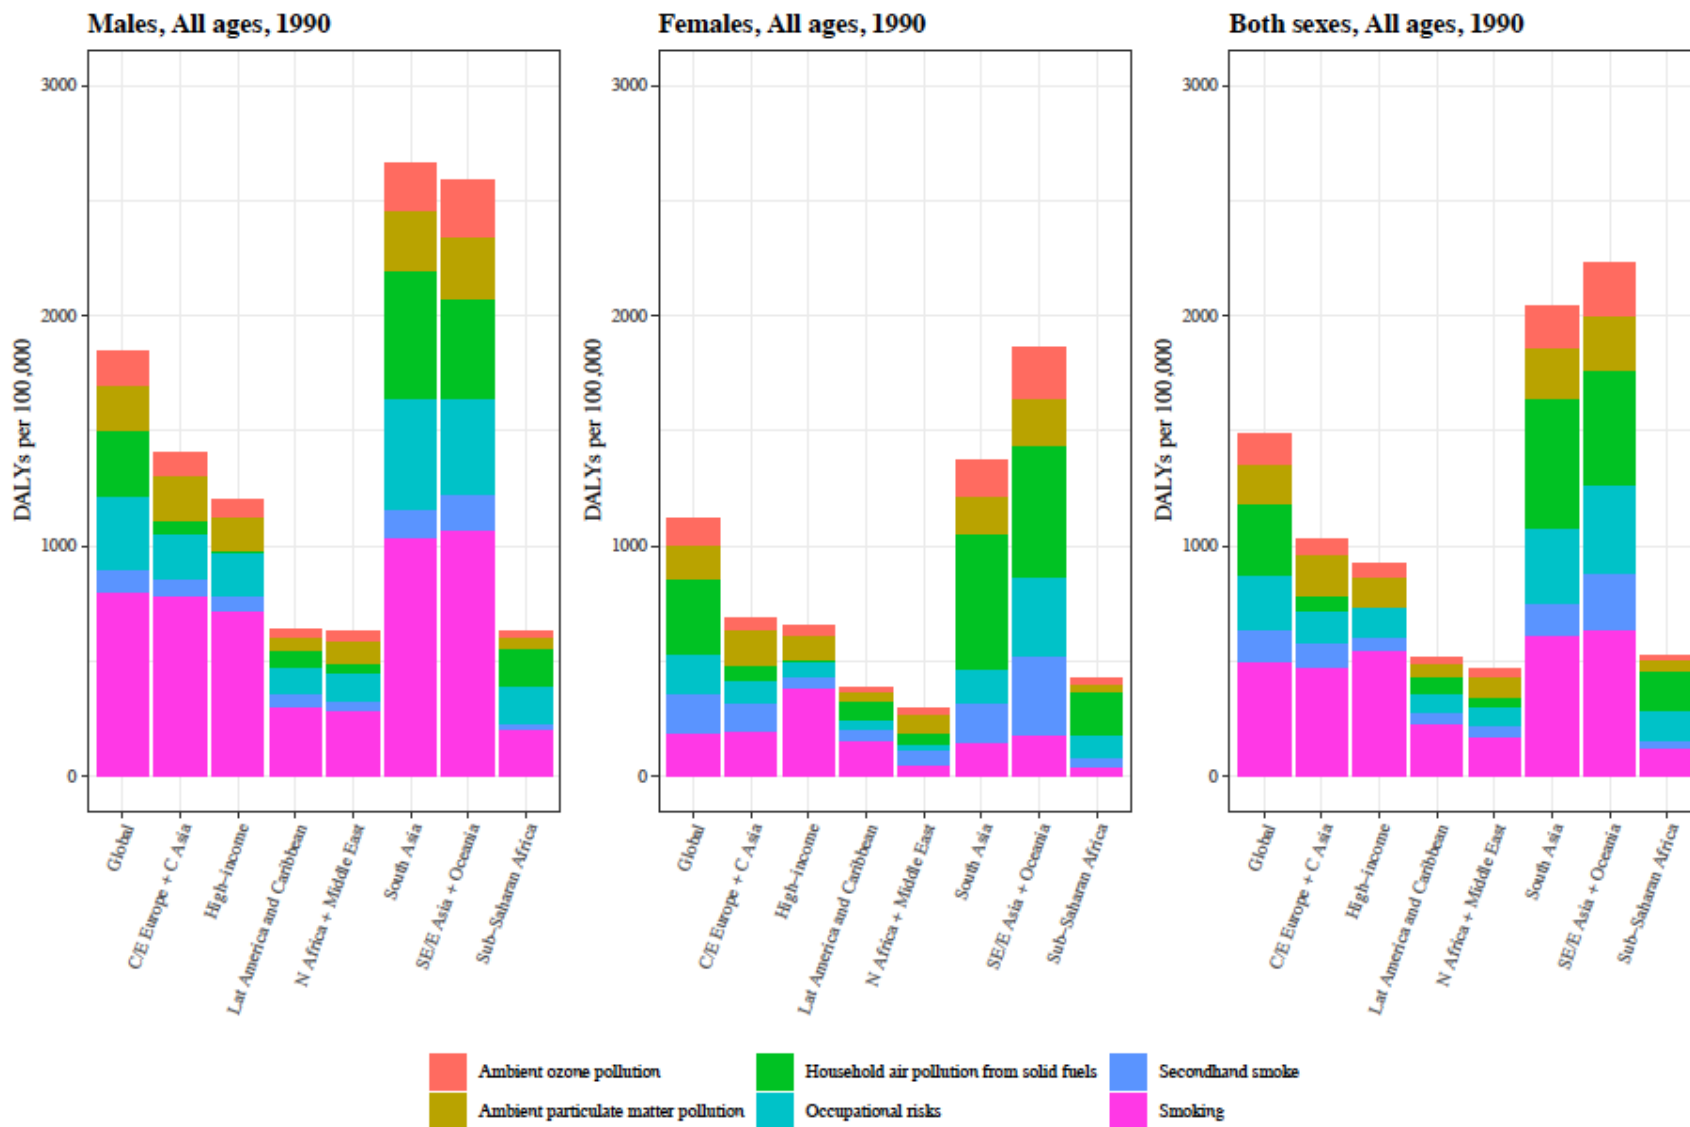 Males, All ages, 1990
Females, All ages, 1990
Both sexes, All ages, 1990
DALYs per 100,000
3000
2000
1000
0
Global
C/E Europe + C Asia
High−income
Lat America and Caribbean
N Africa + Middle East
South Asia
SE/E Asia + Oceania
Sub−Saharan Africa
DALYs per 100,000
3000
2000
1000
0
Global
C/E Europe + C Asia
High−income
Lat America and Caribbean
N Africa + Middle East
South Asia
SE/E Asia + Oceania
Sub−Saharan Africa
DALYs per 100,000
3000
2000
1000
0
Global
C/E Europe + C Asia
High−income
Lat America and Caribbean
N Africa + Middle East
South Asia
SE/E Asia + Oceania
Sub−Saharan Africa
Ambient ozone pollution
Household air pollution from solid fuels
Secondhand smoke
Ambient particulate matter pollution
Occupational risks
Smoking